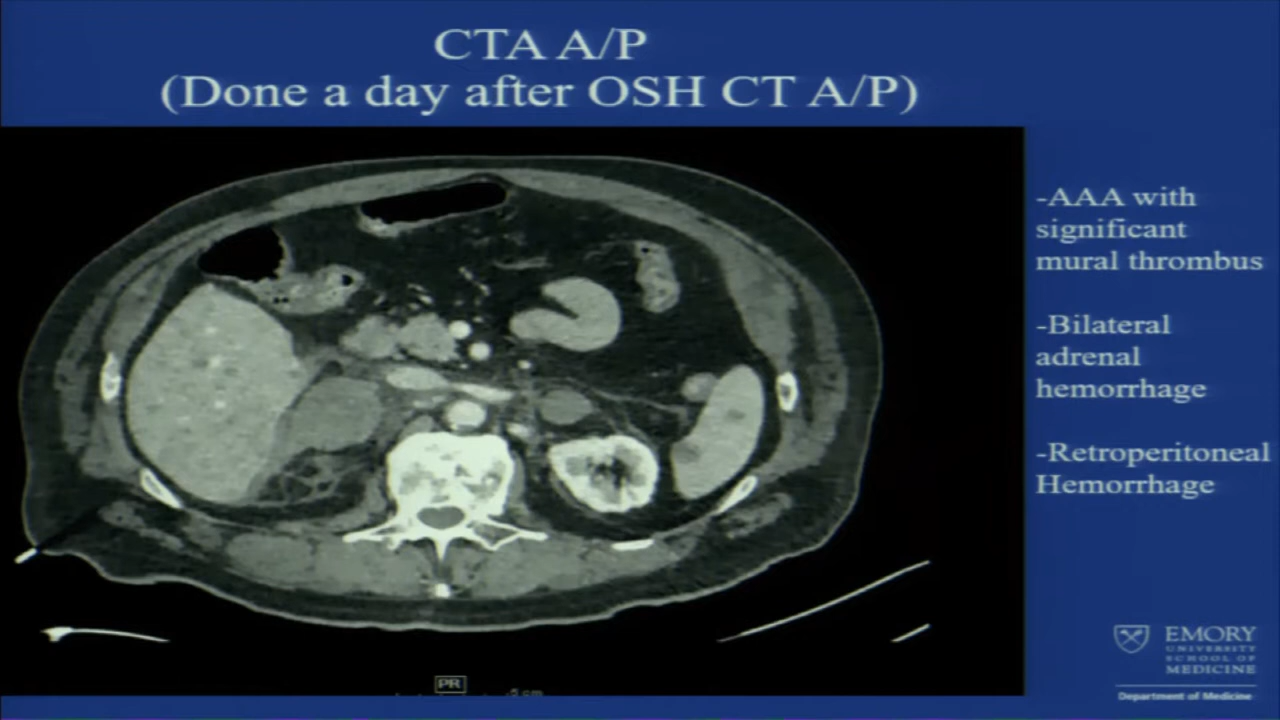 CTA A/P
(Done a day after OSH CT A/P)
-AAA with
significant
mural thrombus
-Bilateral
adrenal
hemorrhage
-Retroperitoneal
Hemorrhage
PR
EMORY
UNIVERSITY
SCHOOL OF
MEDICINE
Department of Medicine